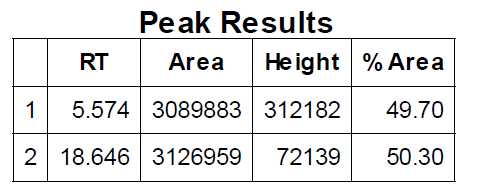 Peak Results
RT Area Height % Area
1 5.574 3089883 312182 49.70
2 18.646 3126959 72139 50.30